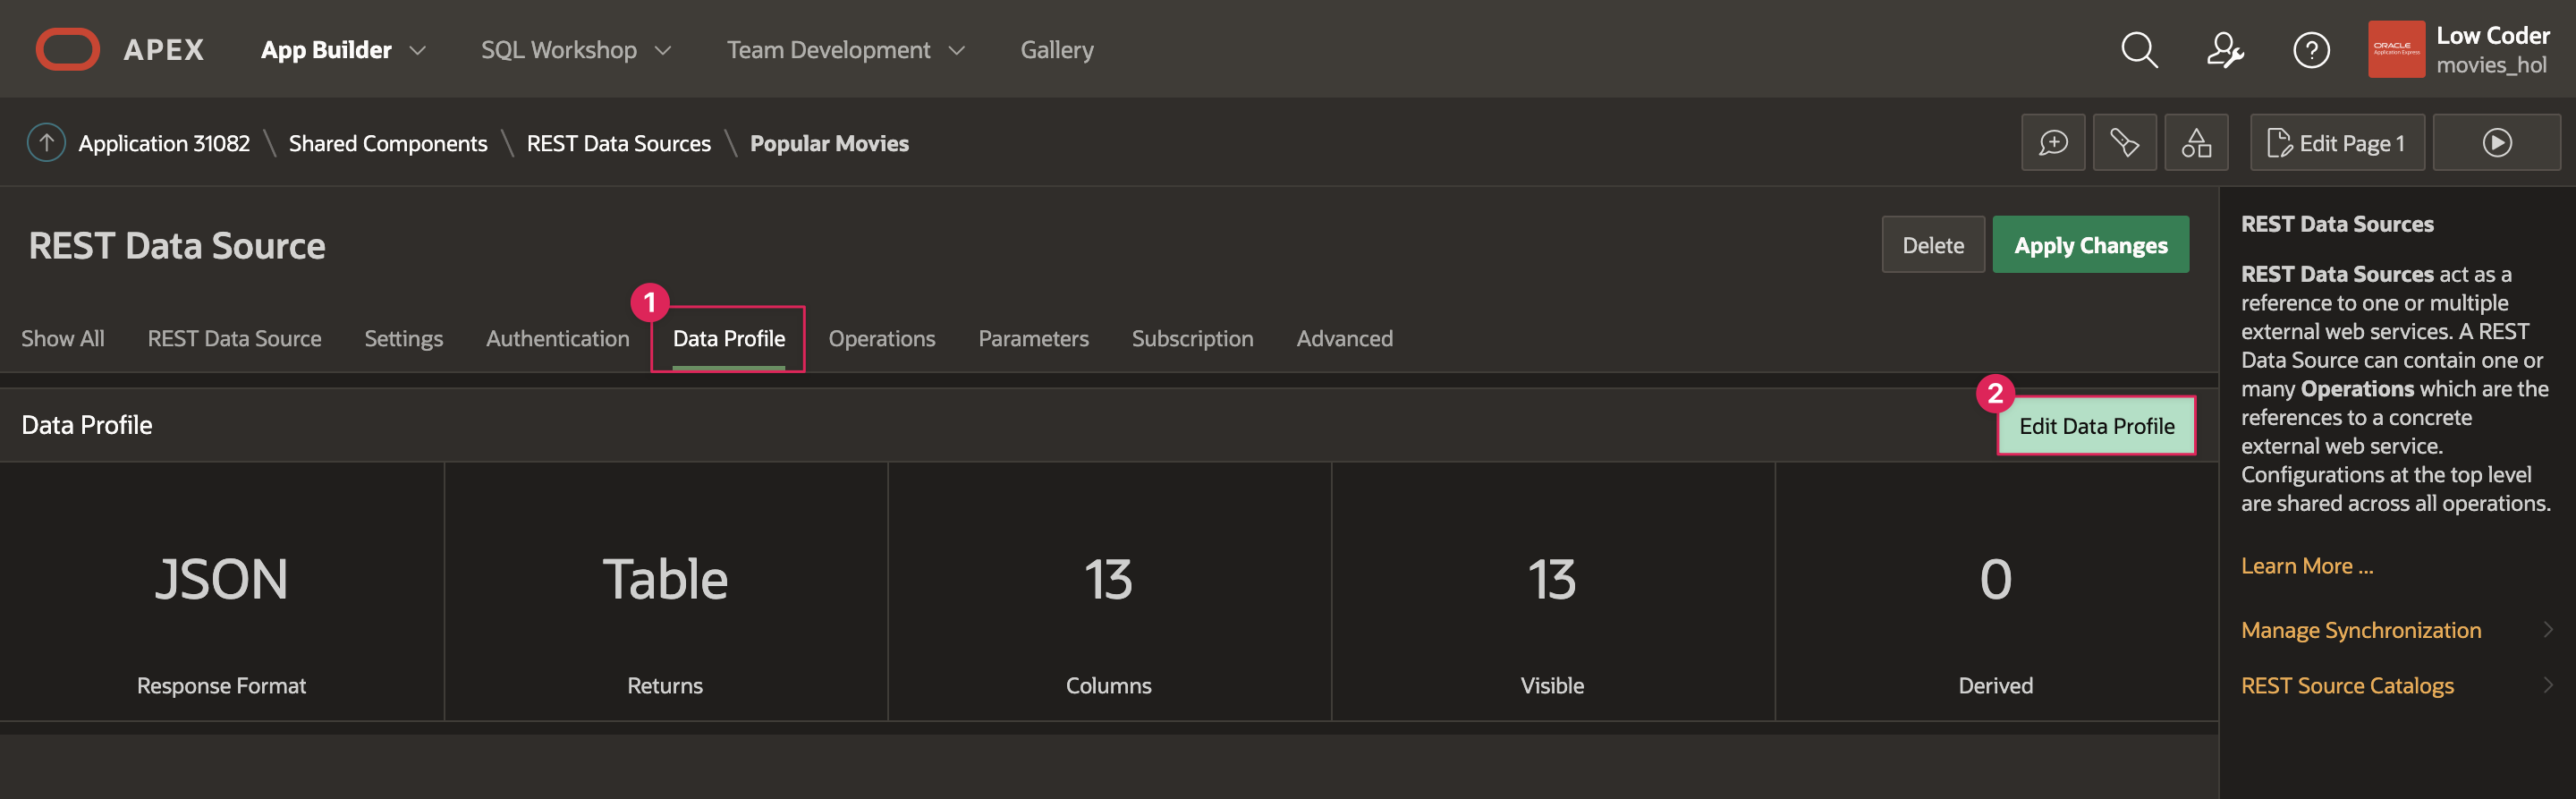 APEX App Builder SQL Workshop Team Development Gallery
ORACLE
Application Express
Low Coder
movies_hol
Application 31082 \ Shared Components \ REST Data Sources \ Popular Movies
Edit Page 1
REST Data Source
Delete Apply Changes
1
Show All REST Data Source Settings Authentication Data Profile Operations Parameters Subscription Advanced
Data Profile
2
Edit Data Profile
JSON
Response Format
Table
Returns
13
Columns
13
Visible
0
Derived
REST Data Sources
REST Data Sources act as a
reference to one or multiple
external web services. A REST
Data Source can contain one or
many Operations which are the
references to a concrete
external web service.
Configurations at the top level
are shared across all operations.
Learn More ...
Manage Synchronization
REST Source Catalogs